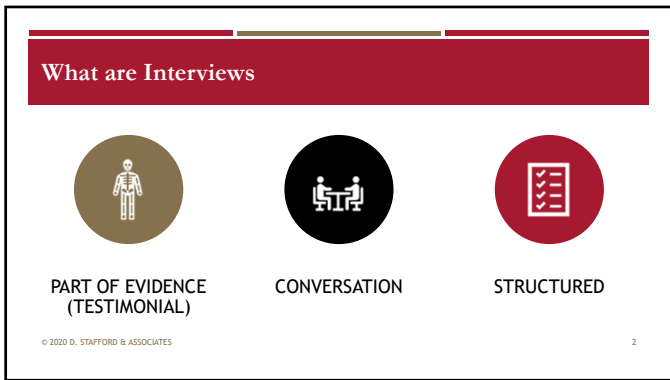 What are Interviews
PART OF EVIDENCE
(TESTIMONIAL)
CONVERSATION
STRUCTURED
© 2020 D. STAFFORD & ASSOCIATES
2